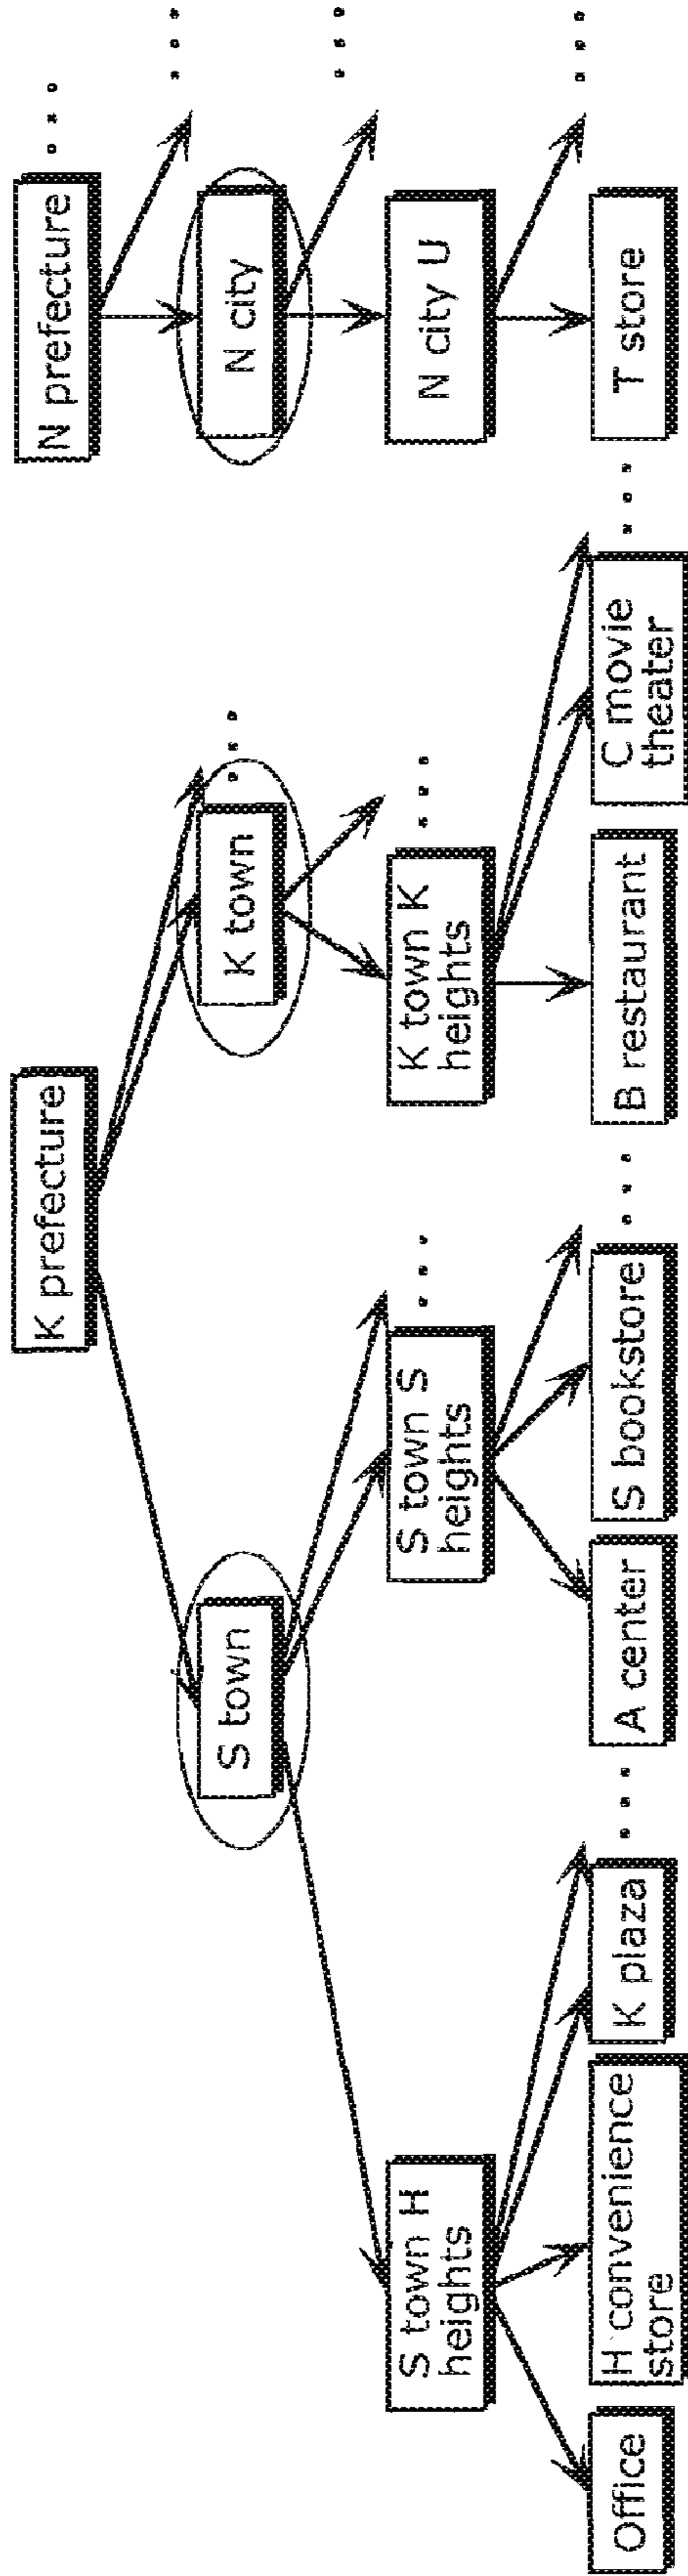 K prefecture
N prefecture
S town
K town
N city
S town H
heights
S town S
heights
K town K
heights
N city U
Office
H convenience
store
K plaza
A center
S bookstore
B restaurant
C movie
theater
T store